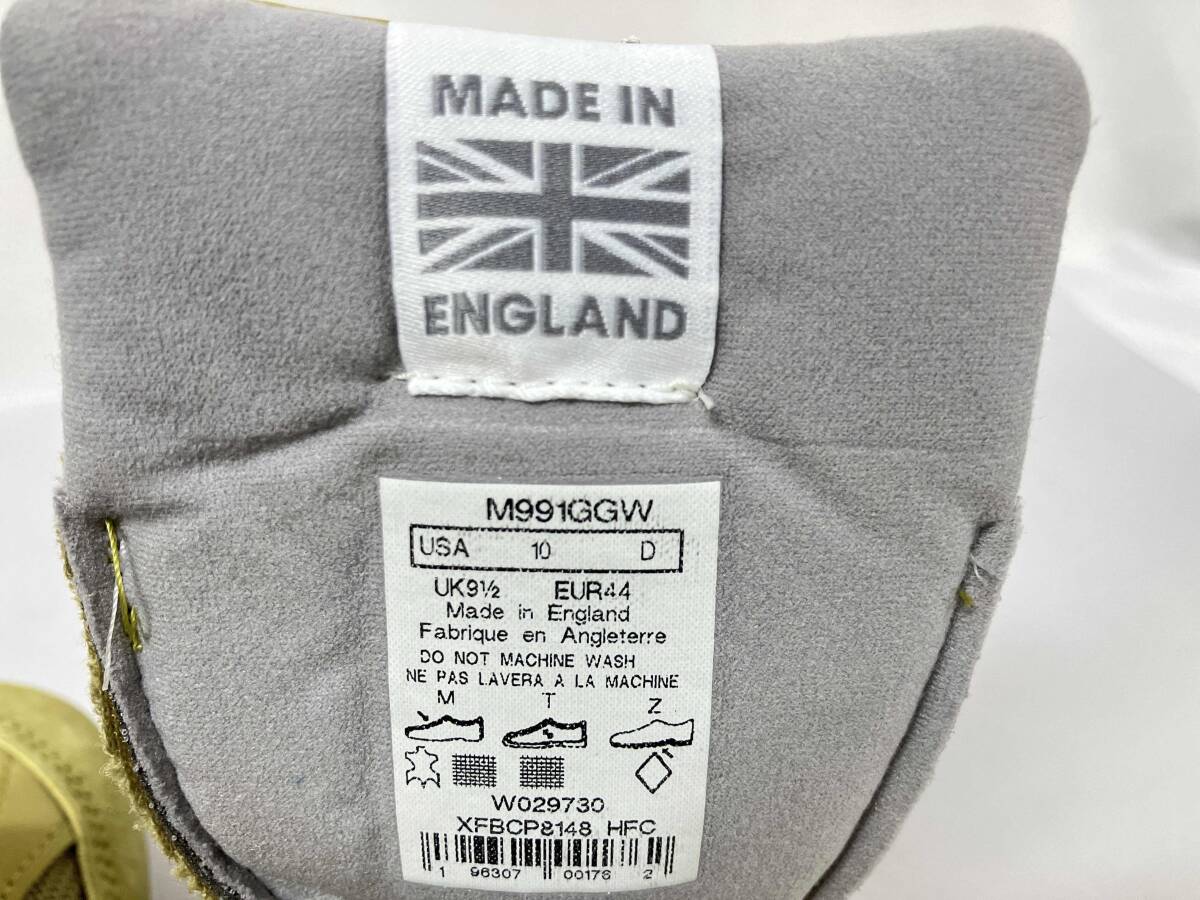 MADE IN
ENGLAND
M991GGW
USA 10 D
UK9½ EUR44
Made in England
Fabrique en Angleterre
DO NOT MACHINE WASH
NE PAS LAVERA A LA MACHINE
M T Z
W029730
XFBCP8148 HFC
1 96307 00176 2